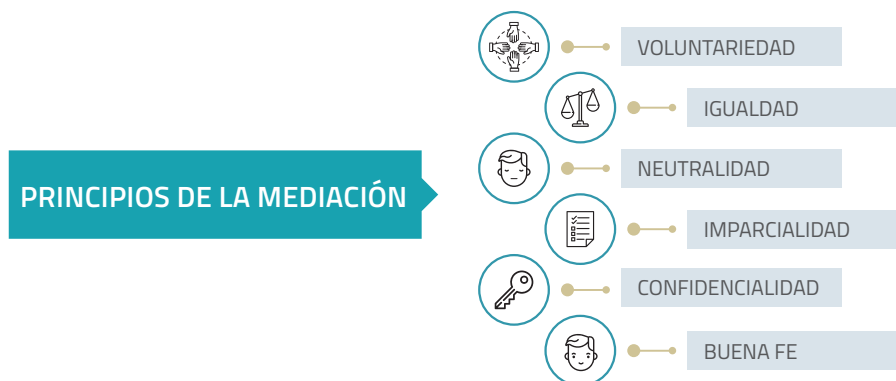 PRINCIPIOS DE LA MEDIACIÓN
VOLUNTARIEDAD
IGUALDAD
NEUTRALIDAD
IMPARCIALIDAD
CONFIDENCIALIDAD
BUENA FE